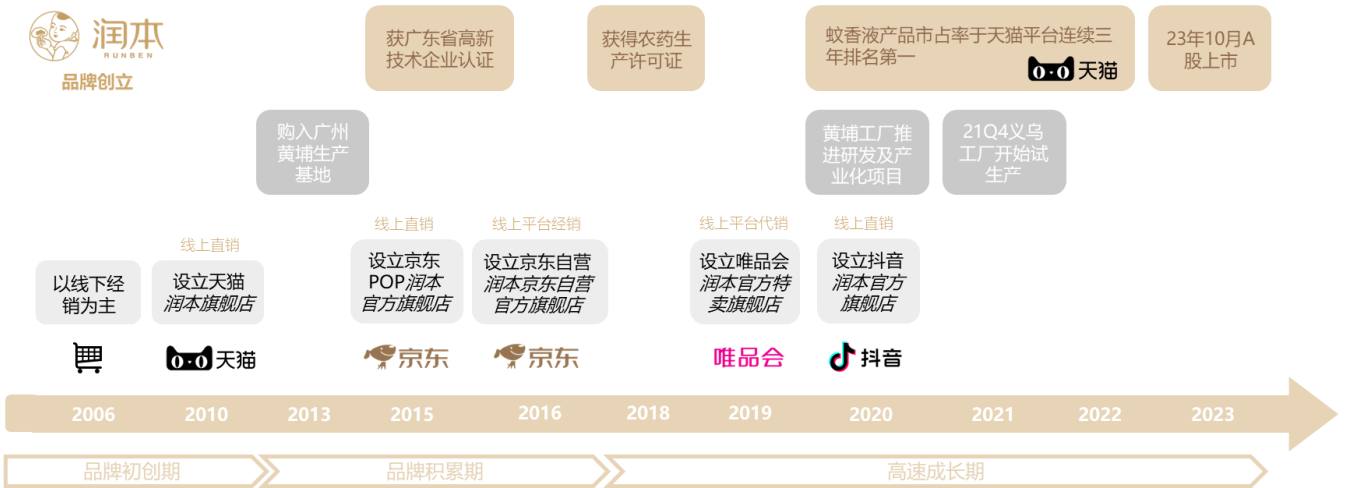 润本
RUNBEN
品牌创立
获广东省高新
技术企业认证
获得农药生
产许可证
蚊香液产品市占率于天猫平台连续三
年排名第一
天猫
23年10月A
股上市
购入广州
黄埔生产
基地
黄埔工厂推
进研发及产
业化项目
21Q4义乌
工厂开始试
生产
以线下经
销为主
线上直销
设立天猫
润本旗舰店
天猫
线上直销
设立京东
POP润本
官方旗舰店
京东
线上平台经销
设立京东自营
润本京东自营
官方旗舰店
京东
线上平台代销
设立唯品会
润本官方特
卖旗舰店
唯品会
线上直销
设立抖音
润本官方
旗舰店
抖音
2006 2010 2013 2015 2016 2018 2019 2020 2021 2022 2023
品牌初创期 品牌积累期 高速成长期